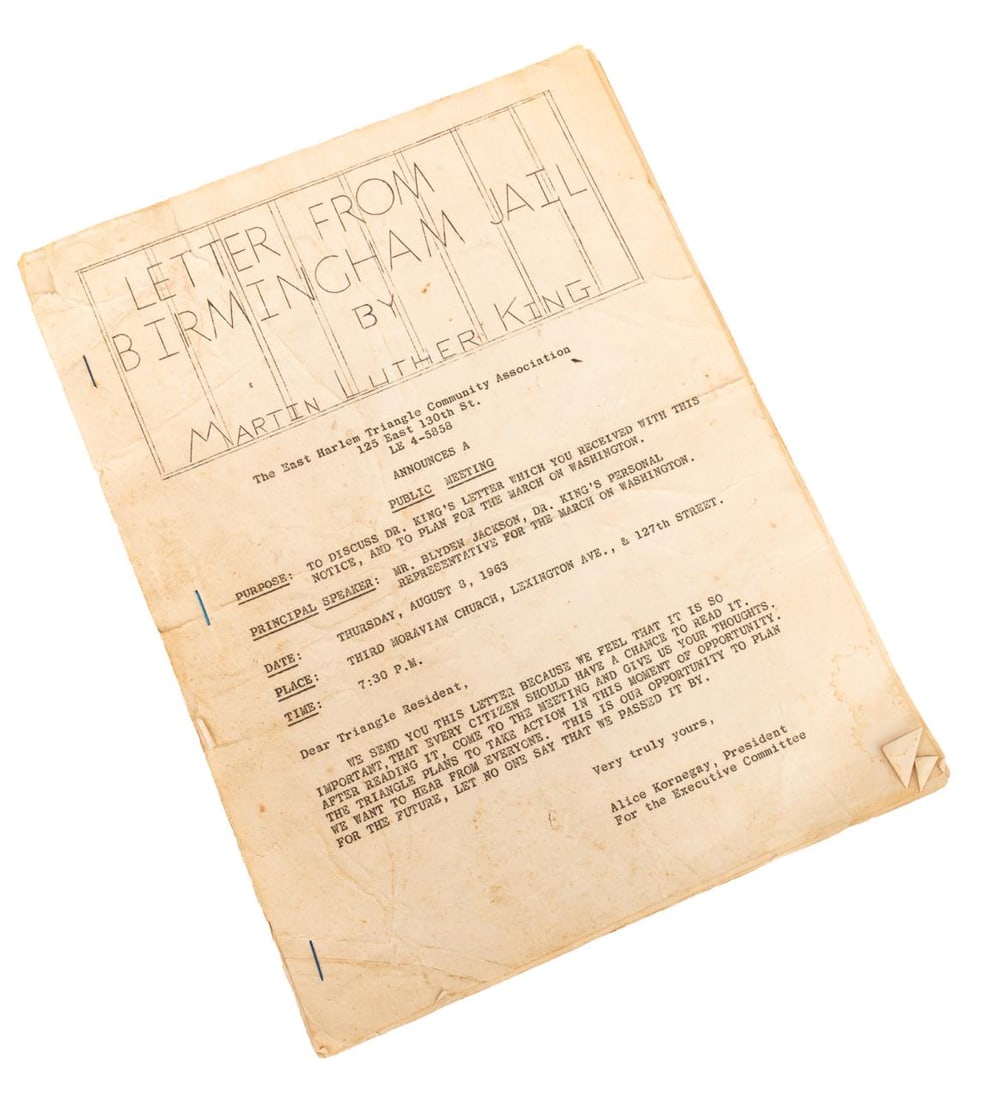 LETTER FROM
BIRMINGHAM JAIL
BY
MARTIN LUTHER KING
The East Harlem Triangle Community Association
125 East 130th St.
LE 4-5858
ANNOUNCES A
PUBLIC MEETING
PURPOSE: TO DISCUSS DR. KING'S LETTER WHICH YOU RECEIVED WITH THIS
NOTICE, AND TO PLAN FOR THE MARCH ON WASHINGTON.
PRINCIPAL SPEAKER: MR. BLYDEN JACKSON, DR. KING'S PERSONAL
REPRESENTATIVE FOR THE MARCH ON WASHINGTON.
DATE: THURSDAY, AUGUST 8, 1963
PLACE: THIRD MORAVIAN CHURCH, LEXINGTON AVE., & 127th STREET.
TIME: 7:30 P.M.
Dear Triangle Resident,
WE SEND YOU THIS LETTER BECAUSE WE FEEL THAT IT IS SO
IMPORTANT, THAT EVERY CITIZEN SHOULD HAVE A CHANCE TO READ IT.
AFTER READING IT, COME TO THE MEETING AND GIVE US YOUR THOUGHTS.
THE TRIANGLE PLANS TO TAKE ACTION IN THIS MOMENT OF OPPORTUNITY.
WE WANT TO HEAR FROM EVERYONE. THIS IS OUR OPPORTUNITY TO PLAN
FOR THE FUTURE, LET NO ONE SAY THAT WE PASSED IT BY.
Very truly yours,
Alice Kornegay, President
For the Executive Committee